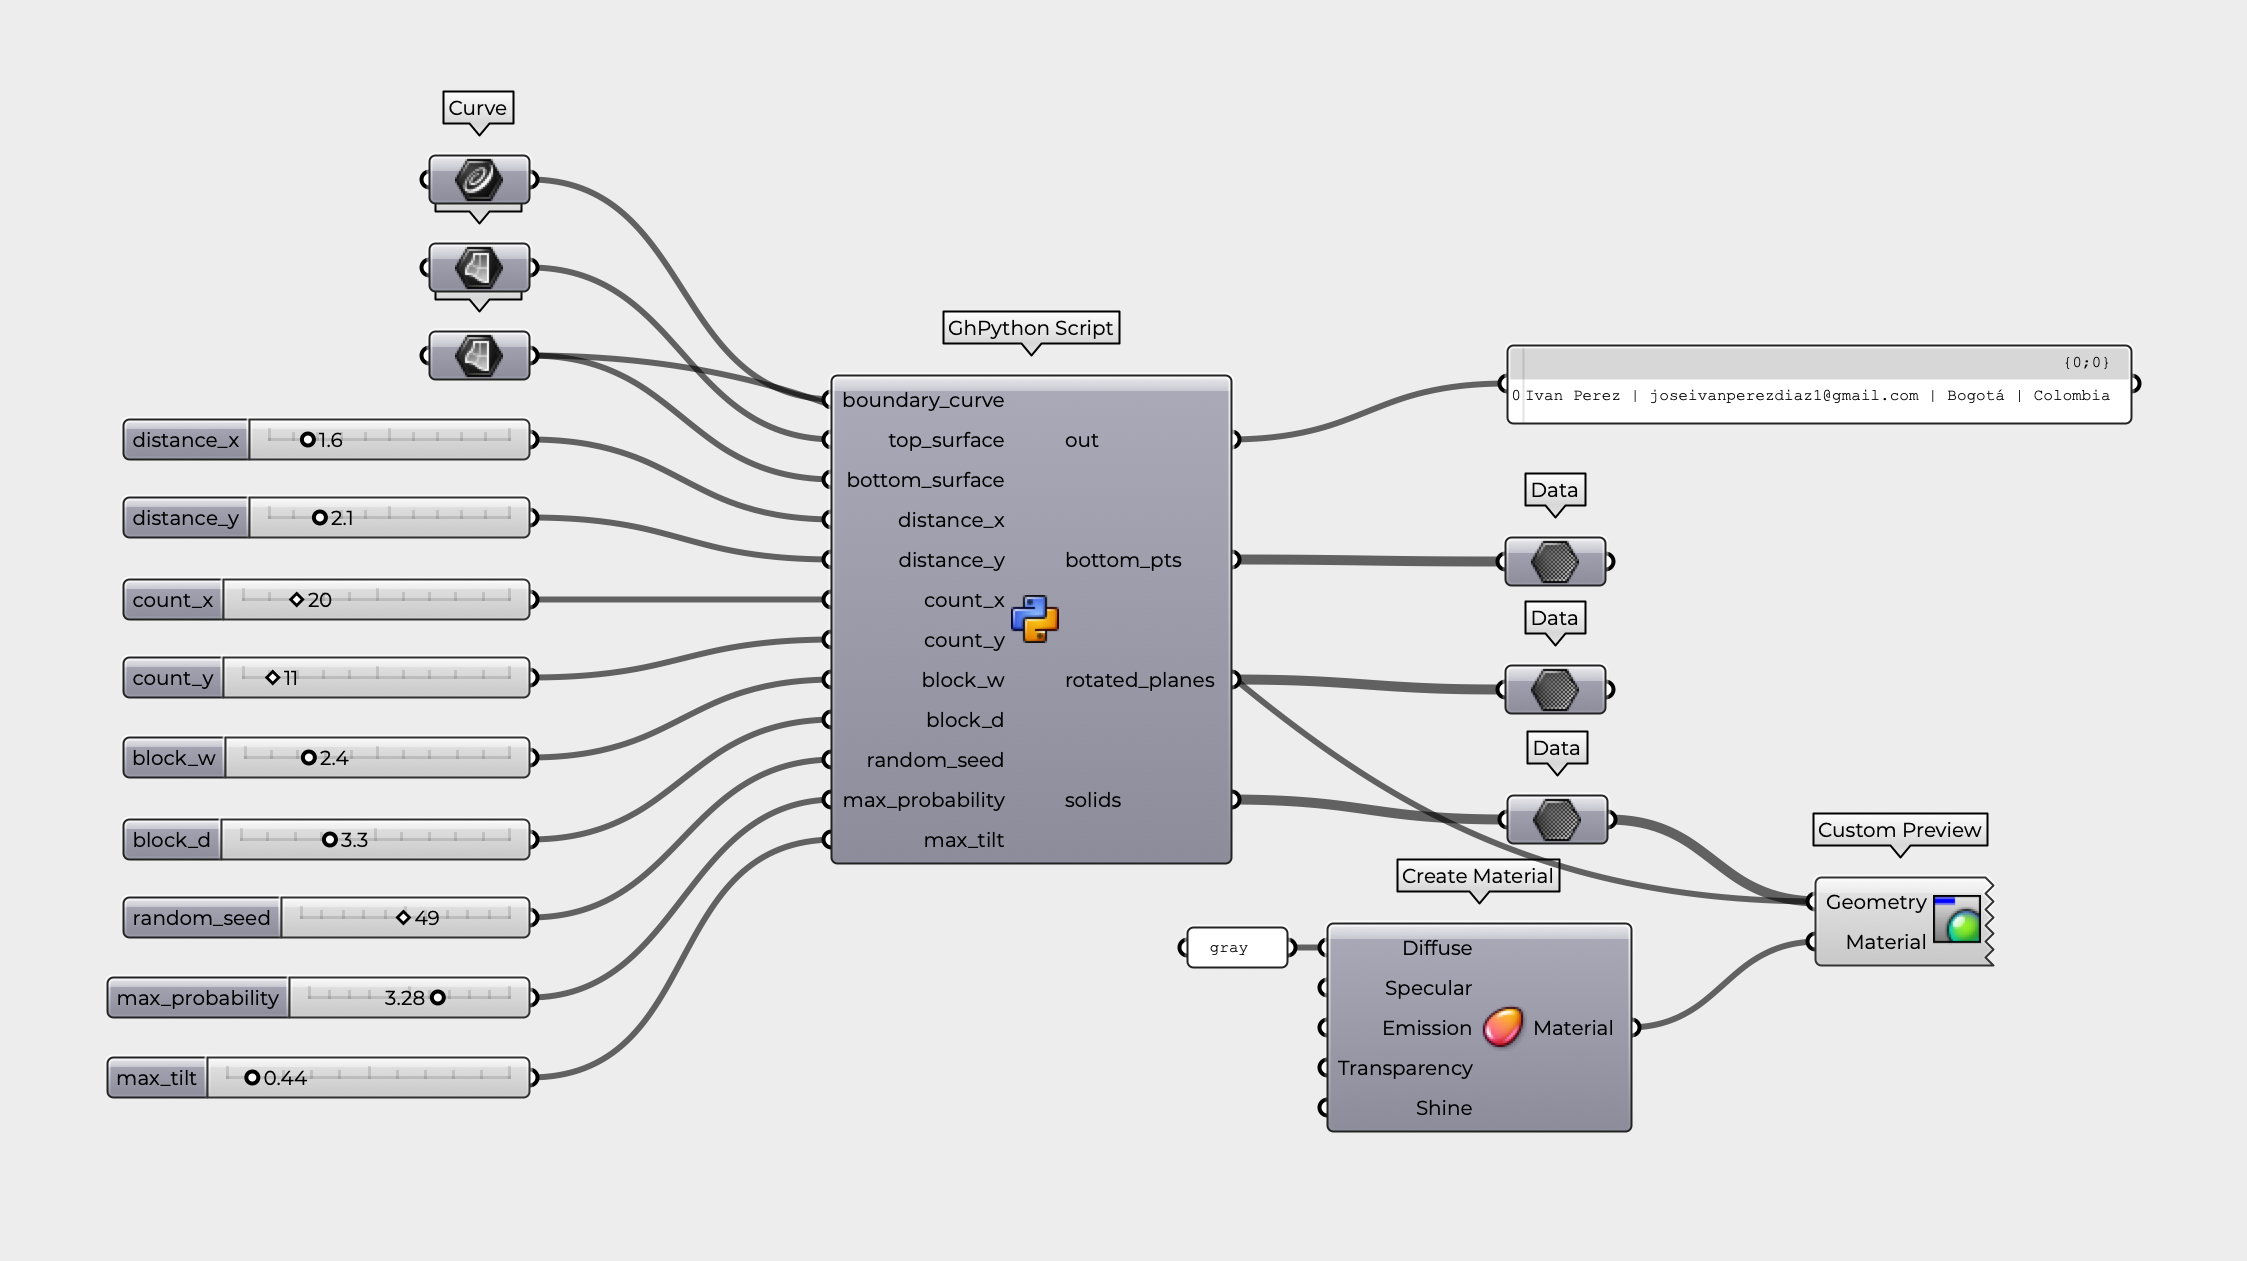 Curve
distance_x
1.6
distance_y
2.1
count_x
20
count_y
11
block_w
2.4
block_d
3.3
random_seed
49
max_probability
3.28
max_tilt
0.44
GhPython Script
boundary_curve
top_surface
bottom_surface
distance_x
distance_y
count_x
count_y
block_w
block_d
random_seed
max_probability
max_tilt
out
bottom_pts
rotated_planes
solids
{0;0}
0 Ivan Perez | joseivanperezdiaz1@gmail.com | Bogotá | Colombia
Data
Data
Data
Create Material
gray
Diffuse
Specular
Emission
Transparency
Shine
Material
Custom Preview
Geometry
Material